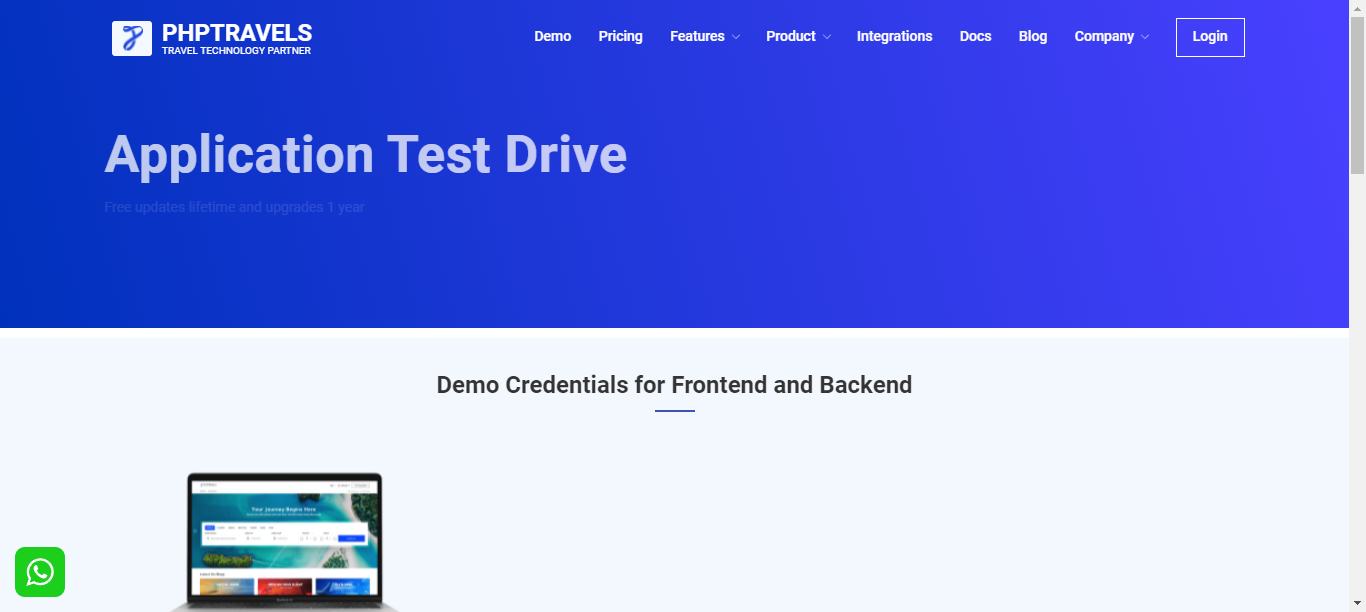 PHPTRAVELS
TRAVEL TECHNOLOGY PARTNER
Demo Pricing Features Product Integrations Docs Blog Company Login
Application Test Drive
Free updates lifetime and upgrades 1 year
Demo Credentials for Frontend and Backend
Your Journey Begins Here